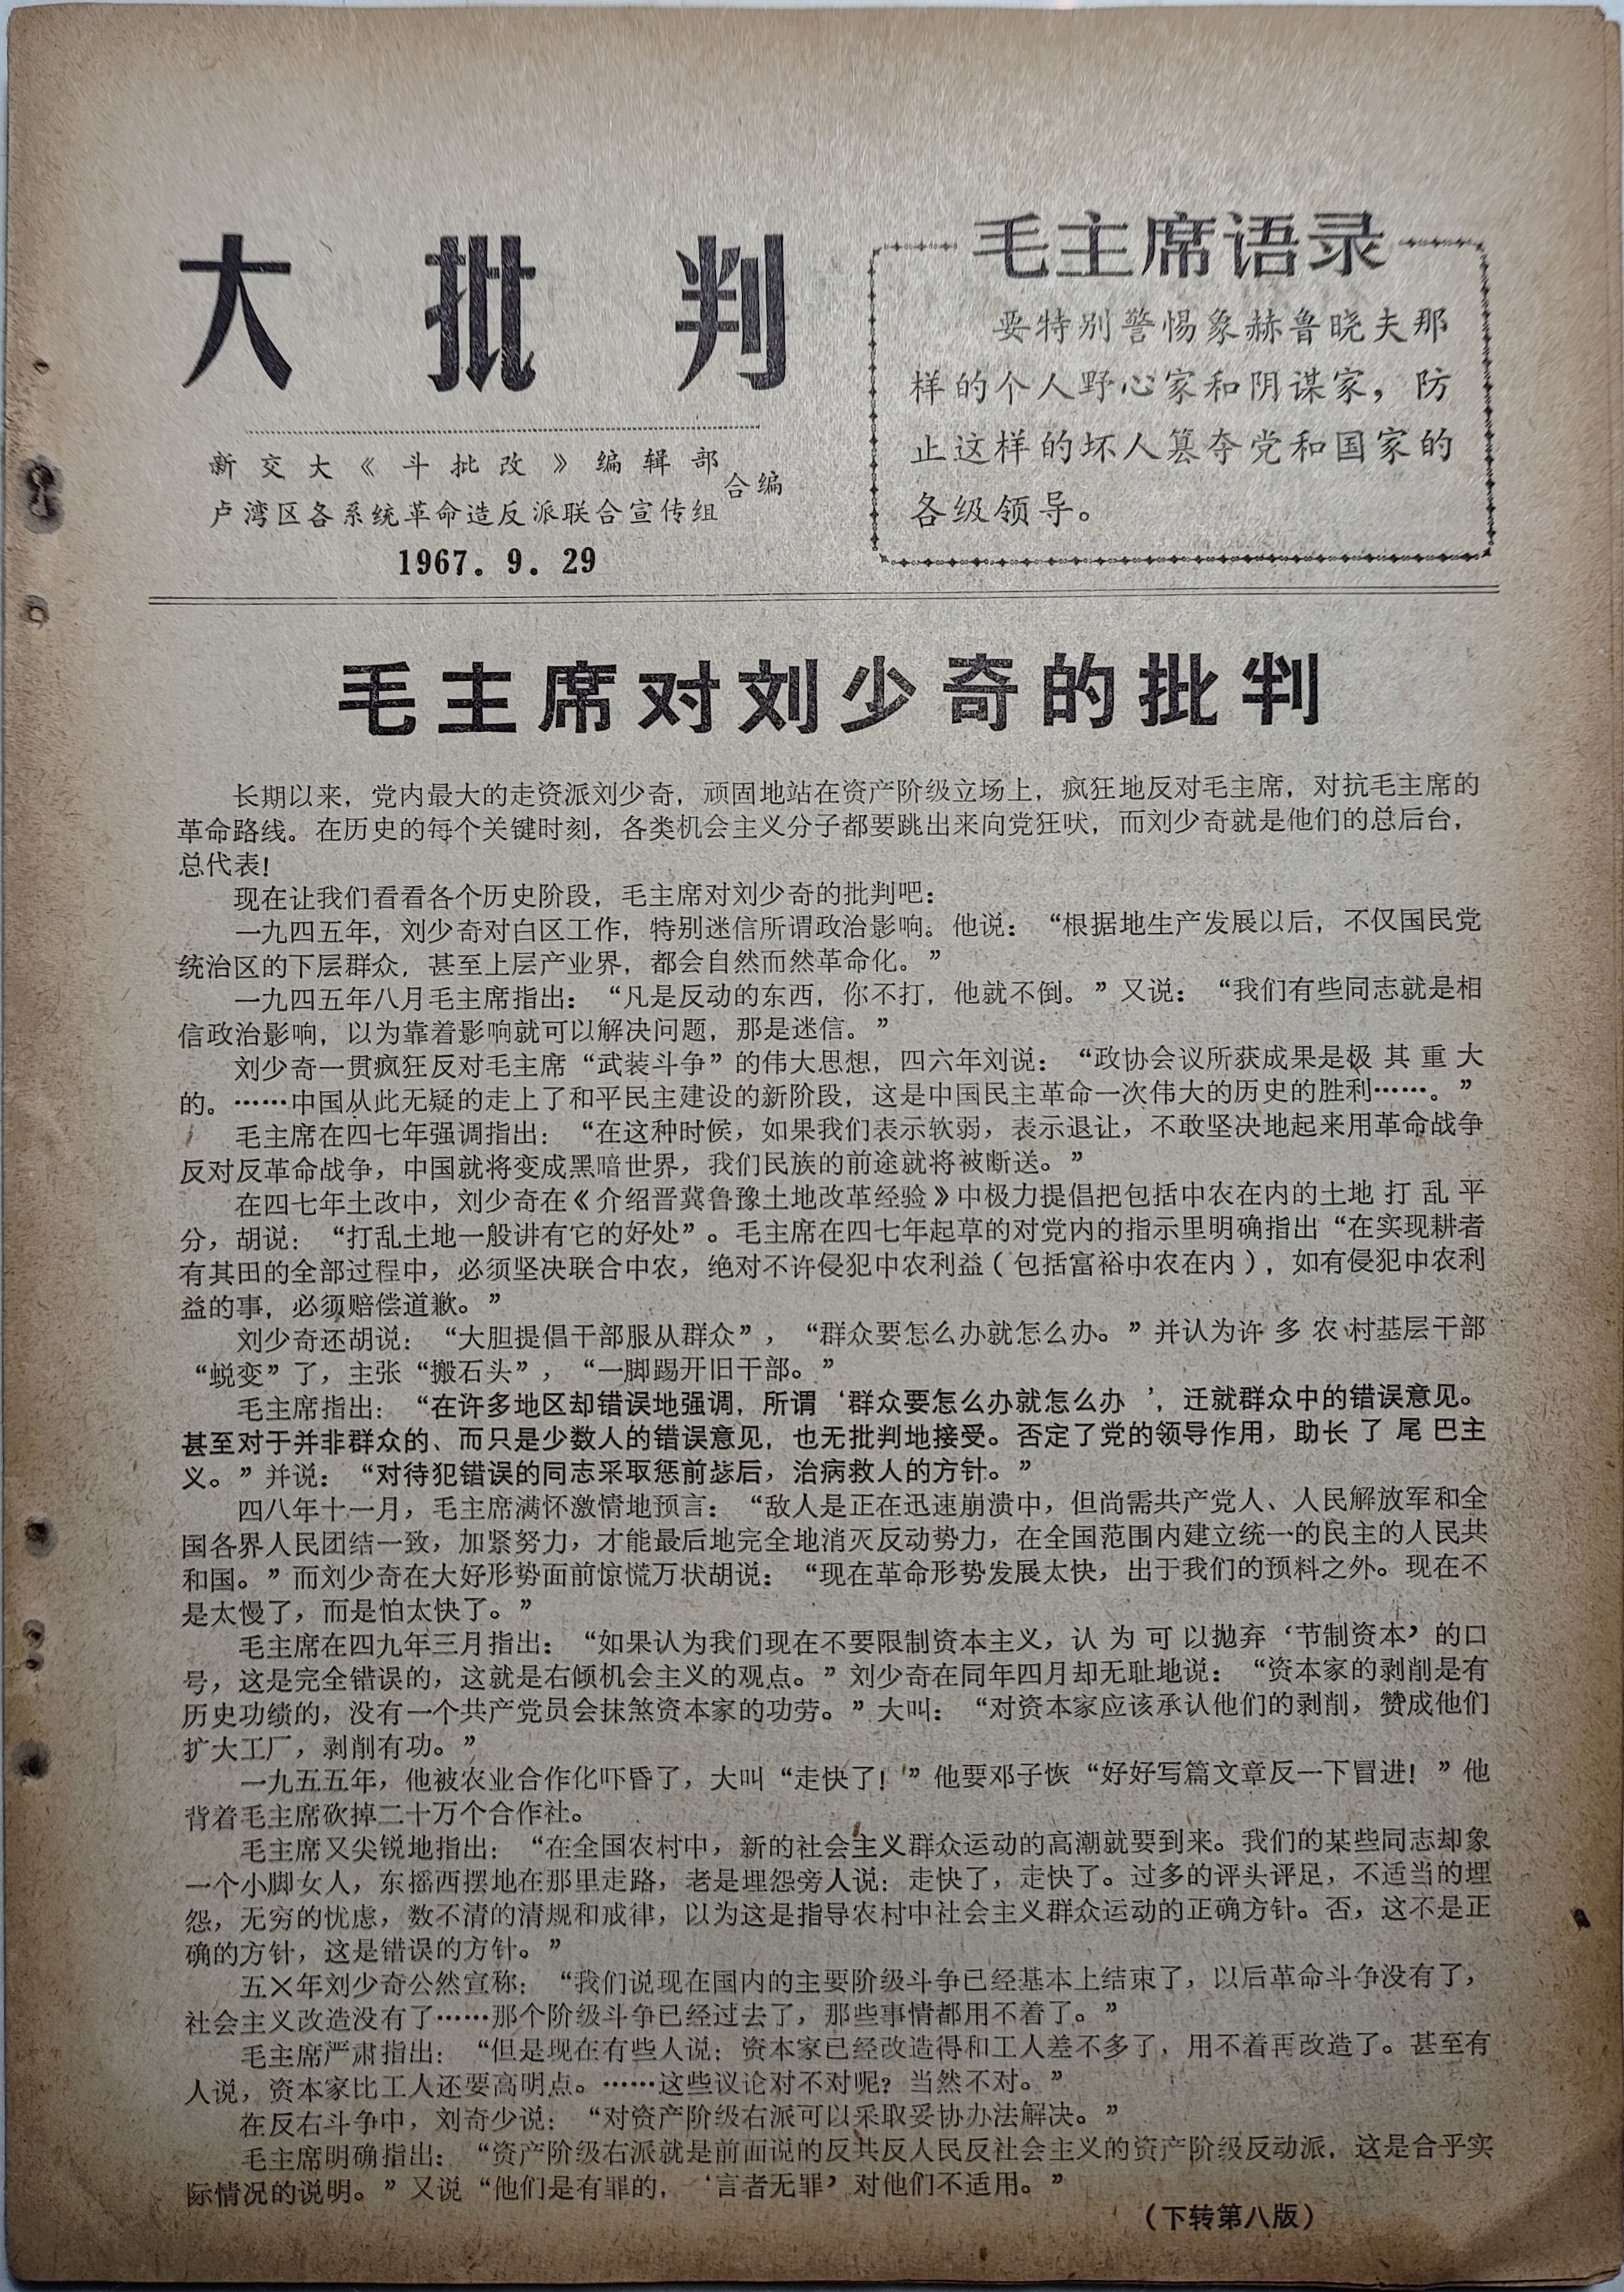 大批判
新交大《斗批改》编辑部
卢湾区各系统革命造反派联合宣传组
合编
1967. 9. 29
毛主席语录
要特别警惕象赫鲁晓夫那
样的个人野心家和阴谋家，防
止这样的坏人篡夺党和国家的
各级领导。
毛主席对刘少奇的批判
长期以来，党内最大的走资派刘少奇，顽固地站在资产阶级立场上，疯狂地反对毛主席，对抗毛主席的
革命路线。在历史的每个关键时刻，各类机会主义分子都要跳出来向党狂吠，而刘少奇就是他们的总后台，
总代表！
现在让我们看看各个历史阶段，毛主席对刘少奇的批判吧：
一九四五年，刘少奇对白区工作，特别迷信所谓政治影响。他说：“根据地生产发展以后，不仅国民党
统治区的下层群众，甚至上层产业界，都会自然而然革命化。”
一九四五年八月毛主席指出：“凡是反动的东西，你不打，他就不倒。”又说：“我们有些同志就是相
信政治影响，以为靠着影响就可以解决问题，那是迷信。”
刘少奇一贯疯狂反对毛主席“武装斗争”的伟大思想，四六年刘说：“政协会议所获成果是极其重大
的。……中国从此无疑的走上了和平民主建设的新阶段，这是中国民主革命一次伟大的历史的胜利……。”
毛主席在四七年强调指出：“在这种时候，如果我们表示软弱，表示退让，不敢坚决地起来用革命战争
反对反革命战争，中国就将变成黑暗世界，我们民族的前途就将被断送。”
在四七年土改中，刘少奇在《介绍晋冀鲁豫土地改革经验》中极力提倡把包括中农在内的土地打乱平
分，胡说：“打乱土地一般讲有它的好处”。毛主席在四七年起草的对党内的指示里明确指出“在实现耕者
有其田的全部过程中，必须坚决联合中农，绝对不许侵犯中农利益（包括富裕中农在内），如有侵犯中农利
益的事，必须赔偿道歉。”
刘少奇还胡说：“大胆提倡干部服从群众”，“群众要怎么办就怎么办。”并认为许多农村基层干部
“蜕变”了，主张“搬石头”，“一脚踢开旧干部。”
毛主席指出：“在许多地区却错误地强调，所谓‘群众要怎么办就怎么办’，迁就群众中的错误意见。
甚至对于并非群众的、而只是少数人的错误意见，也无批判地接受。否定了党的领导作用，助长了尾巴主
义。”并说：“对待犯错误的同志采取惩前毖后，治病救人的方针。”
四八年十一月，毛主席满怀激情地预言：“敌人是正在迅速崩溃中，但尚需共产党人、人民解放军和全
国各界人民团结一致，加紧努力，才能最后地完全地消灭反动势力，在全国范围内建立统一的民主的人民共
和国。”而刘少奇在大好形势面前惊慌万状胡说：“现在革命形势发展太快，出于我们的预料之外。现在不
是太慢了，而是怕太快了。”
毛主席在四九年三月指出：“如果认为我们现在不要限制资本主义，认为可以抛弃‘节制资本’的口
号，这是完全错误的，这就是右倾机会主义的观点。”刘少奇在同年四月却无耻地说：“资本家的剥削是有
历史功绩的，没有一个共产党员会抹煞资本家的功劳。”大叫：“对资本家应该承认他们的剥削，赞成他们
扩大工厂，剥削有功。”
一九五五年，他被农业合作化吓昏了，大叫“走快了！”他要邓子恢“好好写篇文章反一下冒进！”他
背着毛主席砍掉二十万个合作社。
毛主席又尖锐地指出：“在全国农村中，新的社会主义群众运动的高潮就要到来。我们的某些同志却象
一个小脚女人，东摇西摆地在那里走路，老是埋怨旁人说：走快了，走快了。过多的评头评足，不适当的埋
怨，无穷的忧虑，数不清的清规和戒律，以为这是指导农村中社会主义群众运动的正确方针。否，这不是正
确的方针，这是错误的方针。”
五×年刘少奇公然宣称：“我们说现在国内的主要阶级斗争已经基本上结束了，以后革命斗争没有了，
社会主义改造没有了……那个阶级斗争已经过去了，那些事情都用不着了。”
毛主席严肃指出：“但是现在有些人说：资本家已经改造得和工人差不多了，用不着再改造了。甚至有
人说，资本家比工人还要高明点。……这些议论对不对呢？当然不对。”
在反右斗争中，刘奇少说：“对资产阶级右派可以采取妥协办法解决。”
毛主席明确指出：“资产阶级右派就是前面说的反共反人民反社会主义的资产阶级反动派，这是合乎实
际情况的说明。”又说“他们是有罪的，‘言者无罪’对他们不适用。”
（下转第八版）